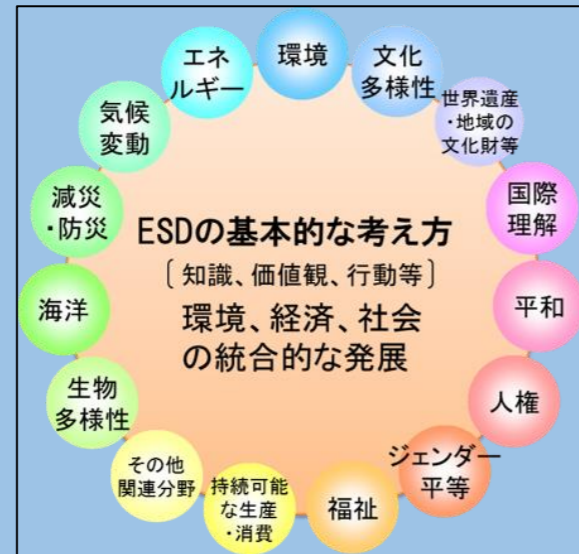 ESDの基本的な考え方
〔知識、価値観、行動等〕
環境、経済、社会
の統合的な発展
環境
文化
多様性
世界遺産
・地域の
文化財等
国際
理解
平和
人権
ジェンダー
平等
福祉
持続可能
な生産
・消費
その他
関連分野
生物
多様性
海洋
減災
・防災
気候
変動
エネ
ルギー